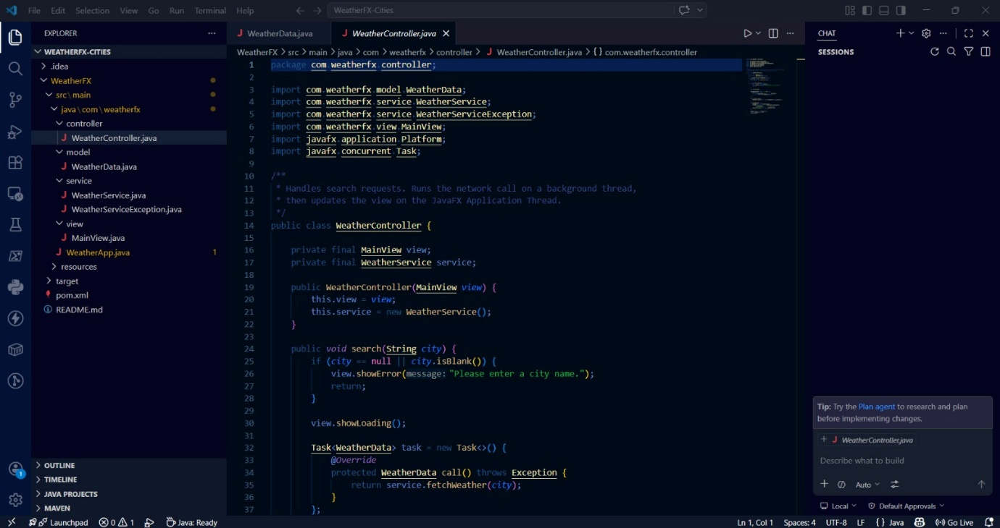 File Edit Selection View Go Run Terminal Help
WeatherFX-Cities
EXPLORER
WEATHERFX-CITIES
.idea
WeatherFX
src\main
java\com\weatherfx
controller
WeatherController.java
model
WeatherData.java
service
WeatherService.java
WeatherServiceException.java
view
MainView.java
WeatherApp.java 1
resources
target
pom.xml
README.md
OUTLINE
TIMELINE
JAVA PROJECTS
MAVEN
WeatherData.java WeatherController.java
WeatherFX > src > main > java > com > weatherfx > controller > WeatherController.java > {} com.weatherfx.controller
1 package com.weatherfx.controller;
2
3 import com.weatherfx.model.WeatherData;
4 import com.weatherfx.service.WeatherService;
5 import com.weatherfx.service.WeatherServiceException;
6 import com.weatherfx.view.MainView;
7 import javafx.application.Platform;
8 import javafx.concurrent.Task;
9
10 /**
11  * Handles search requests. Runs the network call on a background thread,
12  * then updates the view on the JavaFX Application Thread.
13  */
14 public class WeatherController {
15
16     private final MainView view;
17     private final WeatherService service;
18
19     public WeatherController(MainView view) {
20         this.view = view;
21         this.service = new WeatherService();
22     }
23
24     public void search(String city) {
25         if (city == null || city.isBlank()) {
26             view.showError(message: "Please enter a city name.");
27             return;
28         }
29
30         view.showLoading();
31
32         Task<WeatherData> task = new Task<>() {
33             @Override
34             protected WeatherData call() throws Exception {
35                 return service.fetchWeather(city);
36             }
37         };
CHAT
SESSIONS
Tip: Try the Plan agent to research and plan
before implementing changes.
WeatherController.java
Describe what to build
Auto
Local Default Approvals
1
Launchpad 0 1 Java: Ready
Ln 1, Col 1 Spaces: 4 UTF-8 LF {} Java Go Live